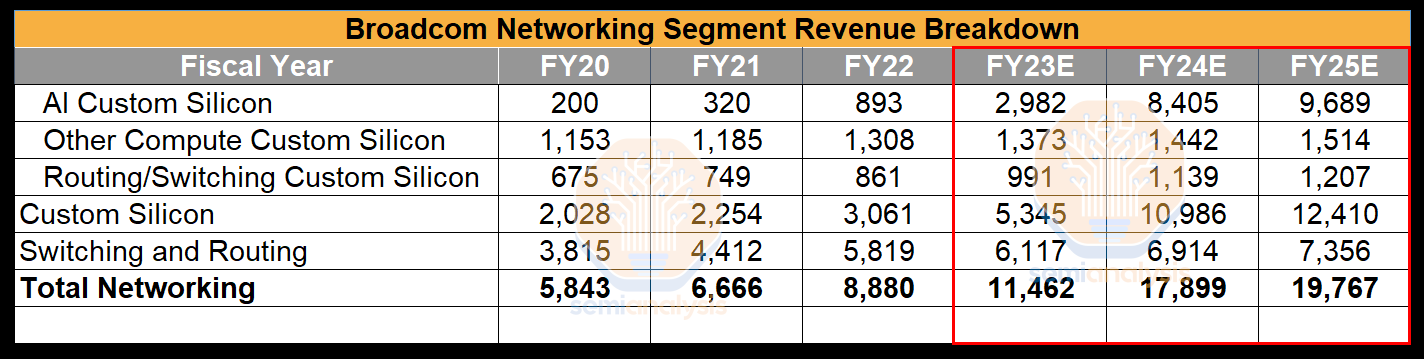 Broadcom Networking Segment Revenue Breakdown
Fiscal Year FY20 FY21 FY22 FY23E FY24E FY25E
AI Custom Silicon 200 320 893 2,982 8,405 9,689
Other Compute Custom Silicon 1,153 1,185 1,308 1,373 1,442 1,514
Routing/Switching Custom Silicon 675 749 861 991 1,139 1,207
Custom Silicon 2,028 2,254 3,061 5,345 10,986 12,410
Switching and Routing 3,815 4,412 5,819 6,117 6,914 7,356
Total Networking 5,843 6,666 8,880 11,462 17,899 19,767
semianalysis semianalysis